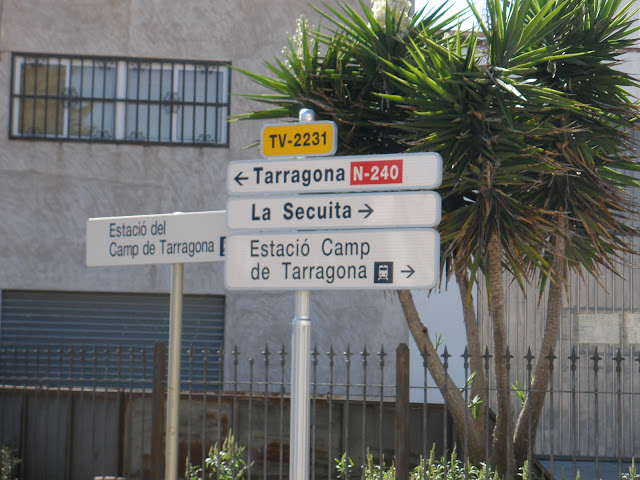 TV-2231
← Tarragona N-240
La Secuita →
Estació Camp
de Tarragona →
Estació del
Camp de Tarragona